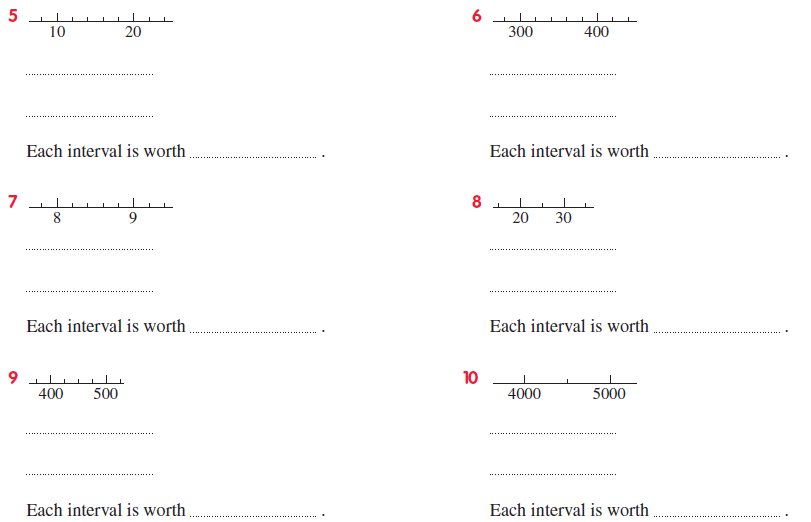 5
10 20
Each interval is worth .
6
300 400
Each interval is worth .
7
8 9
Each interval is worth .
8
20 30
Each interval is worth .
9
400 500
Each interval is worth .
10
4000 5000
Each interval is worth .